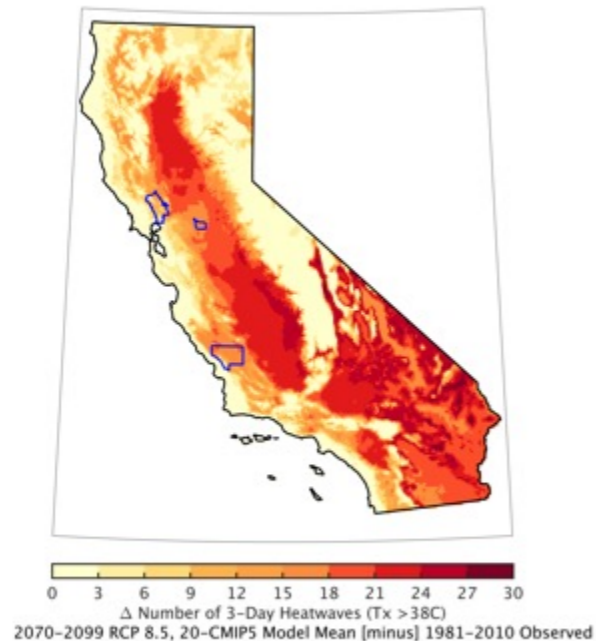 0 3 6 9 12 15 18 21 24 27 30
Δ Number of 3-Day Heatwaves (Tx >38C)
2070-2099 RCP 8.5, 20-CMIP5 Model Mean [minus] 1981-2010 Observed